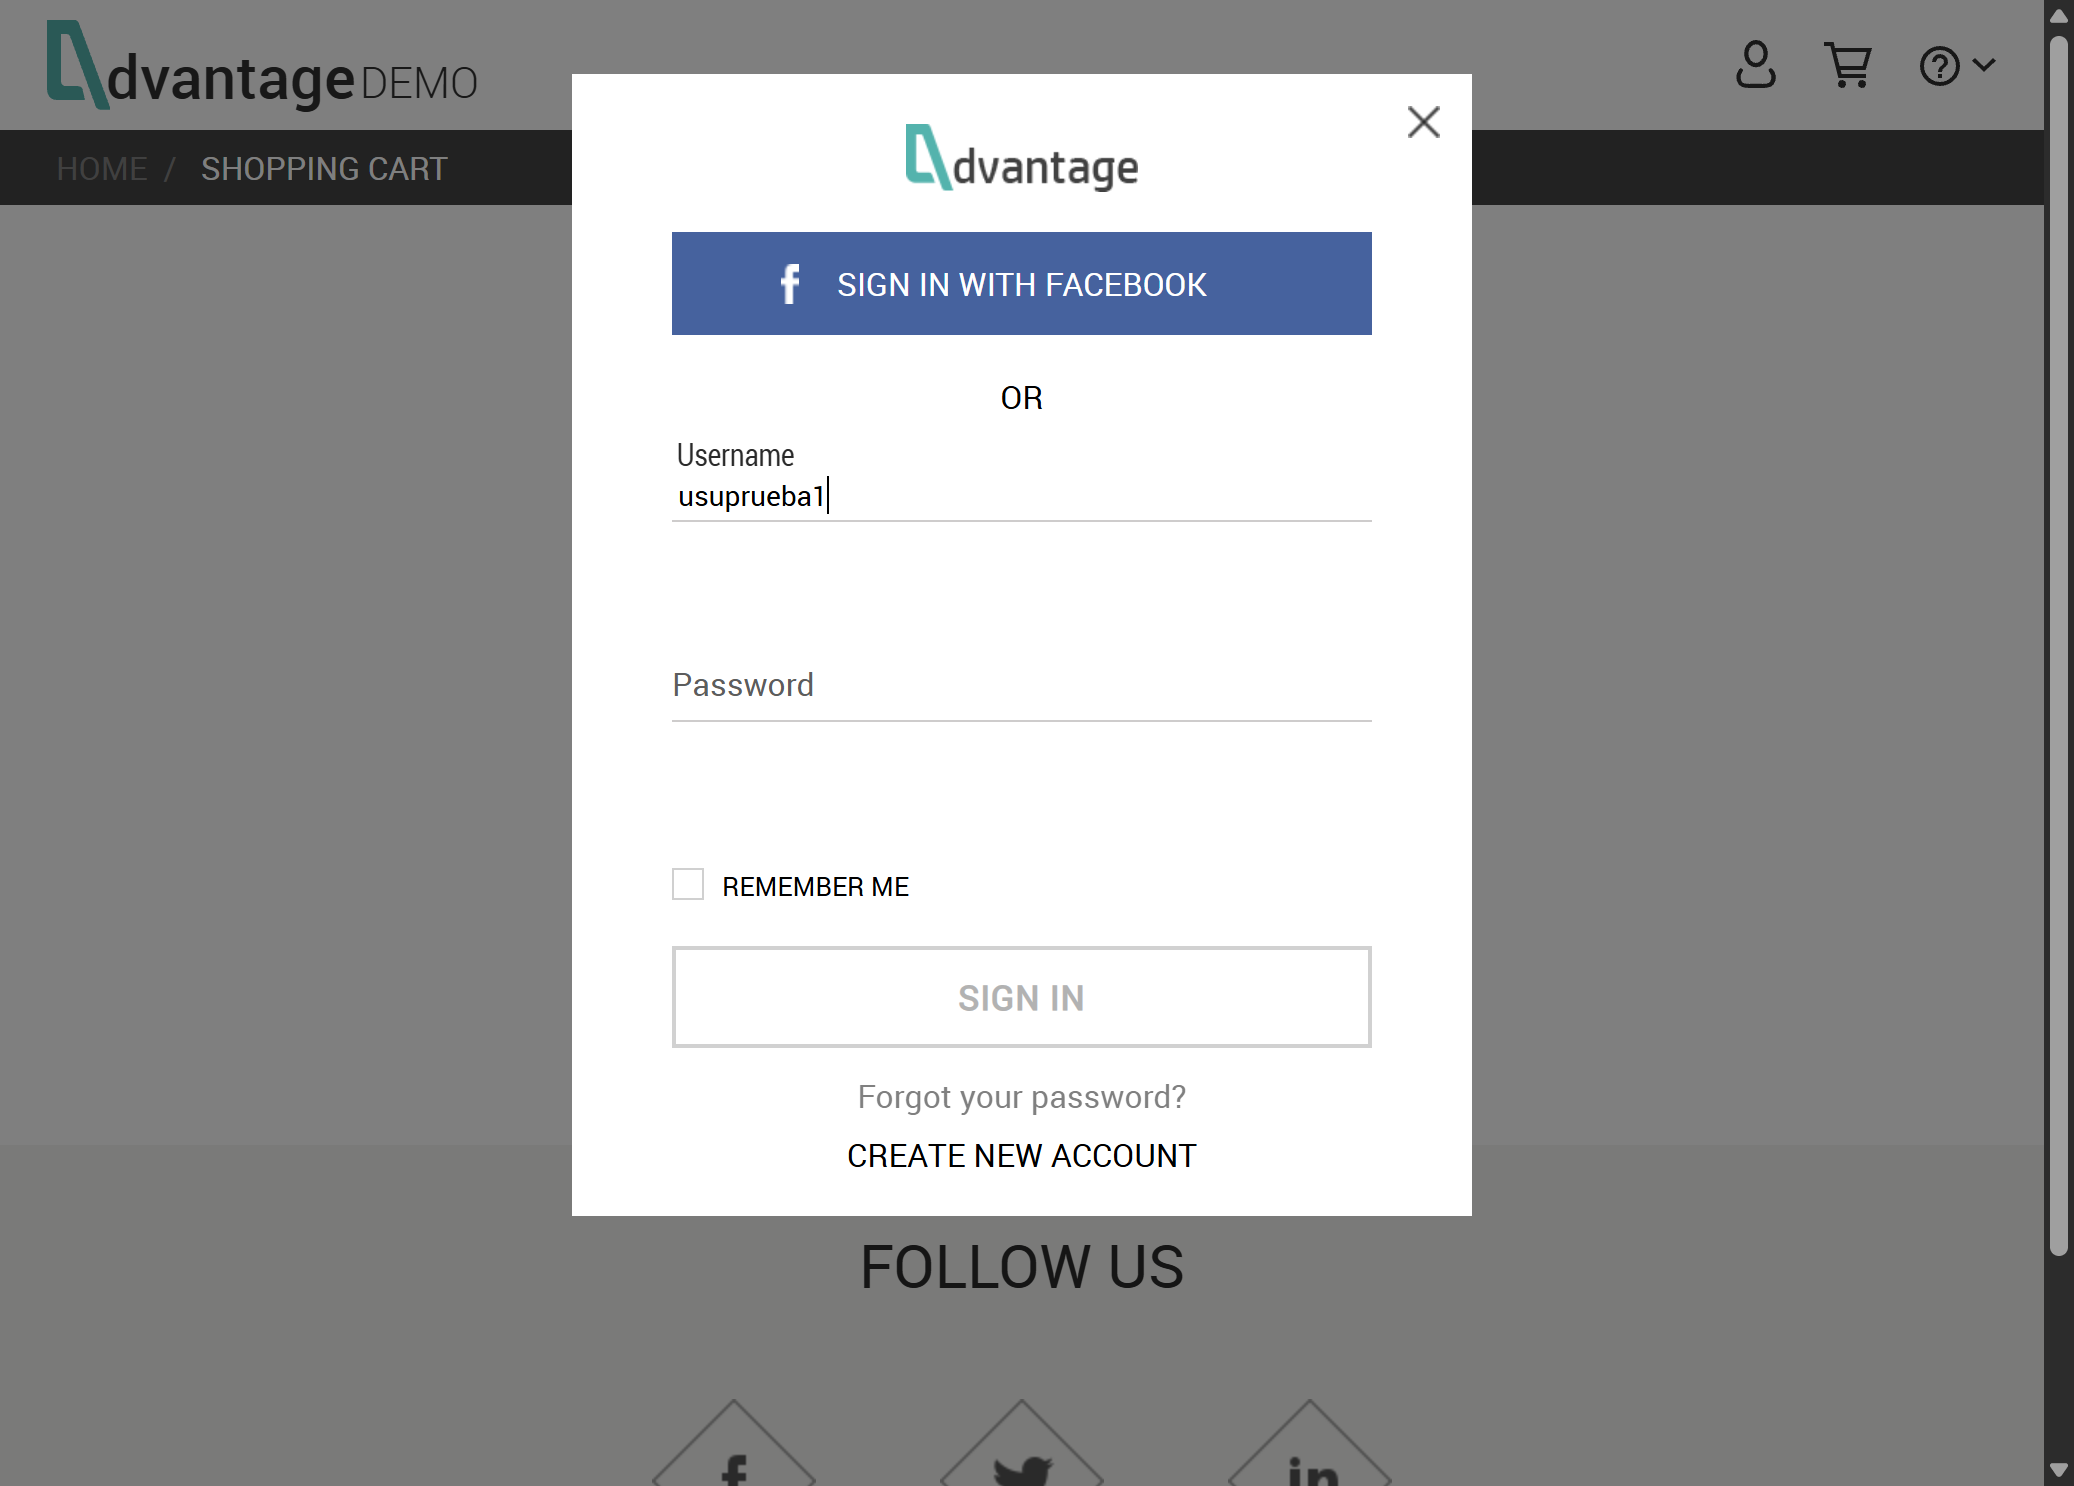 dvantage DEMO
HOME / SHOPPING CART
dvantage
f SIGN IN WITH FACEBOOK
OR
Username
usuprueba1
Password
REMEMBER ME
SIGN IN
Forgot your password?
CREATE NEW ACCOUNT
FOLLOW US
f in